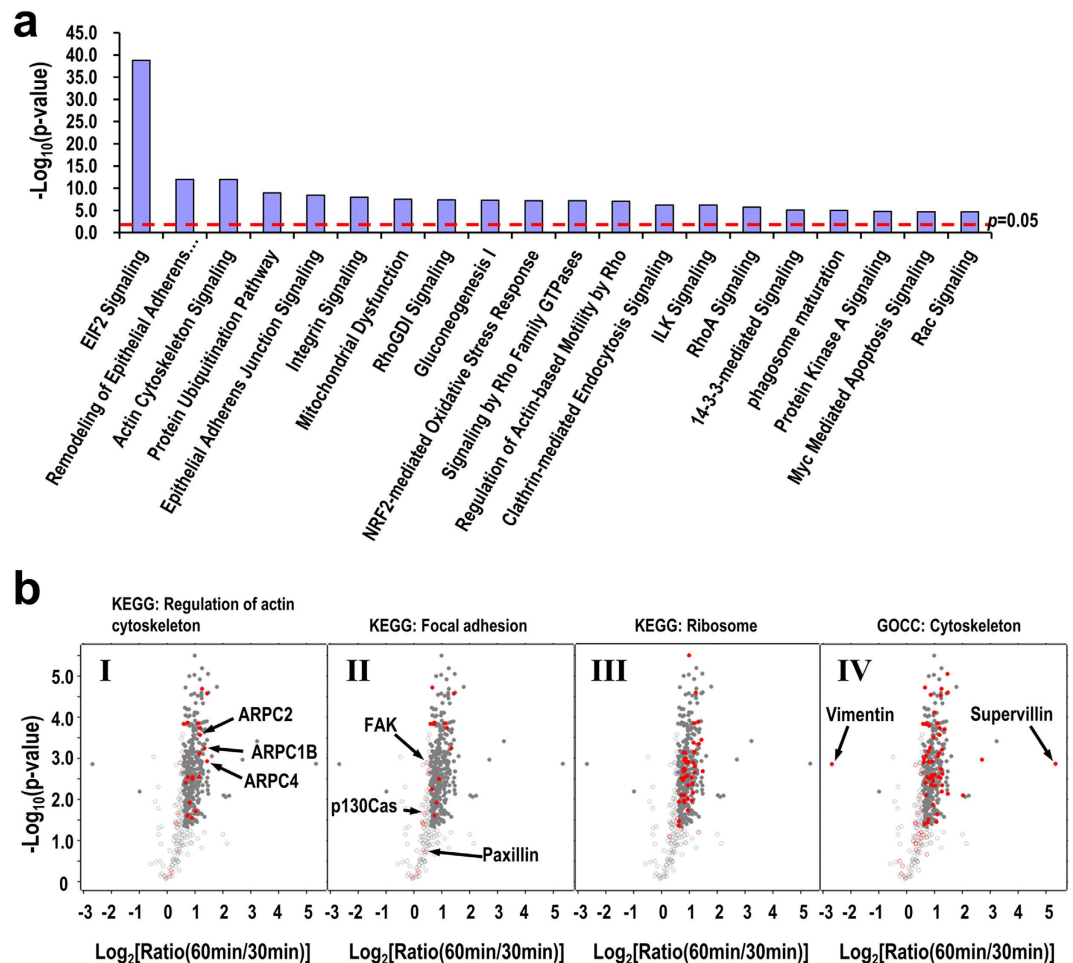 a
-Log10(p-value)
45.0
40.0
35.0
30.0
25.0
20.0
15.0
10.0
5.0
0.0
p=0.05
EIF2 Signaling
Remodeling of Epithelial Adherens…
Actin Cytoskeleton Signaling
Protein Ubiquitination Pathway
Epithelial Adherens Junction Signaling
Integrin Signaling
Mitochondrial Dysfunction
RhoGDI Signaling
Gluconeogenesis I
NRF2-mediated Oxidative Stress Response
Signaling by Rho Family GTPases
Regulation of Actin-based Motility by Rho
Clathrin-mediated Endocytosis Signaling
ILK Signaling
RhoA Signaling
14-3-3-mediated Signaling
phagosome maturation
Protein Kinase A Signaling
Myc Mediated Apoptosis Signaling
Rac Signaling
b
-Log10(p-value)
5.0
4.0
3.0
2.0
1.0
0
KEGG: Regulation of actin
cytoskeleton
I
ARPC2
ARPC1B
ARPC4
-3 -2 -1 0 1 2 3 4 5
Log2[Ratio(60min/30min)]
KEGG: Focal adhesion
II
FAK
p130Cas
Paxillin
-3 -2 -1 0 1 2 3 4 5
Log2[Ratio(60min/30min)]
KEGG: Ribosome
III
-3 -2 -1 0 1 2 3 4 5
Log2[Ratio(60min/30min)]
GOCC: Cytoskeleton
IV
Vimentin
Supervillin
-3 -2 -1 0 1 2 3 4 5
Log2[Ratio(60min/30min)]